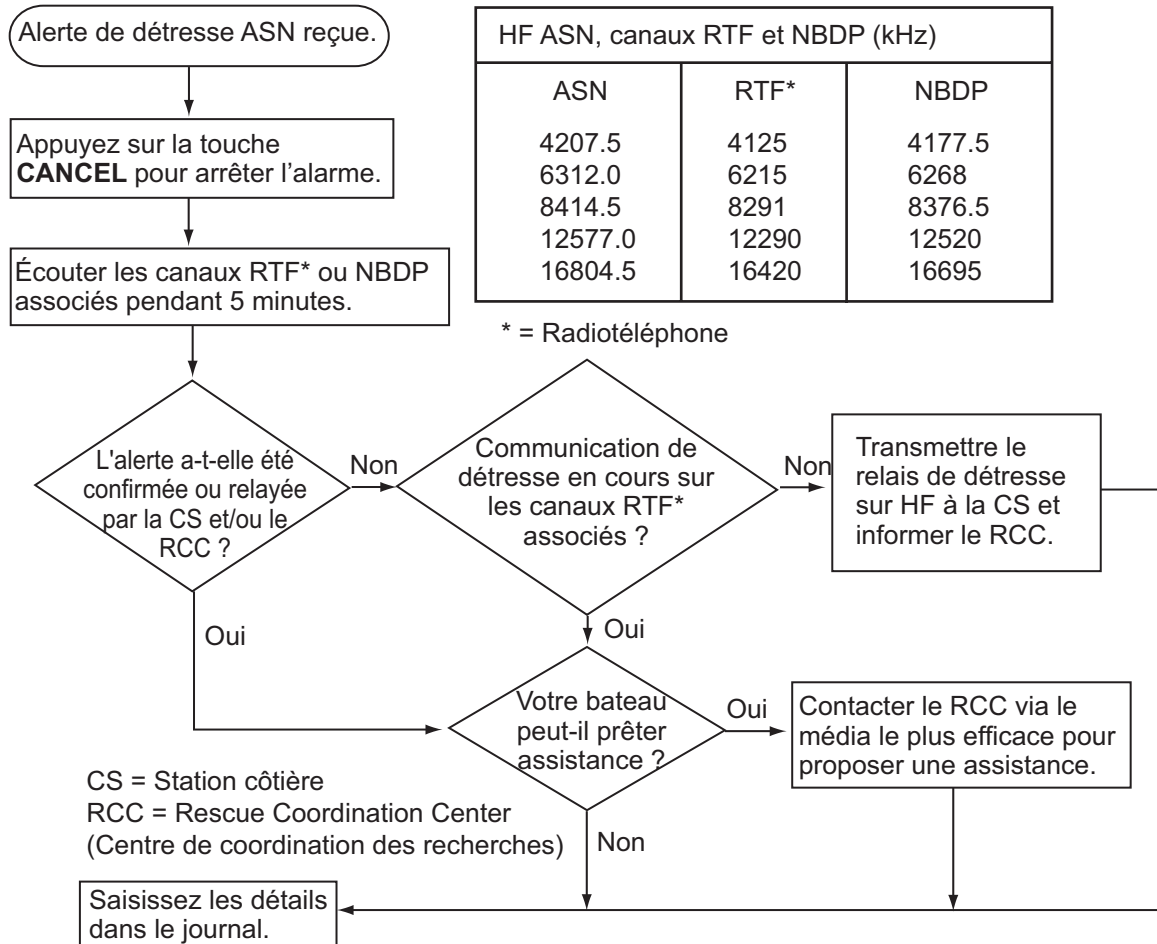 Alerte de détresse ASN reçue.
Appuyez sur la touche
CANCEL pour arrêter l'alarme.
Écouter les canaux RTF* ou NBDP
associés pendant 5 minutes.
HF ASN, canaux RTF et NBDP (kHz)
ASN RTF* NBDP
4207.5 4125 4177.5
6312.0 6215 6268
8414.5 8291 8376.5
12577.0 12290 12520
16804.5 16420 16695
* = Radiotéléphone
L'alerte a-t-elle été
confirmée ou relayée
par la CS et/ou le
RCC ?
Non
Oui
Communication de
détresse en cours sur
les canaux RTF*
associés ?
Non
Oui
Transmettre le
relais de détresse
sur HF à la CS et
informer le RCC.
Votre bateau
peut-il prêter
assistance ?
Oui
Non
Contacter le RCC via le
média le plus efficace pour
proposer une assistance.
CS = Station côtière
RCC = Rescue Coordination Center
(Centre de coordination des recherches)
Saisissez les détails
dans le journal.